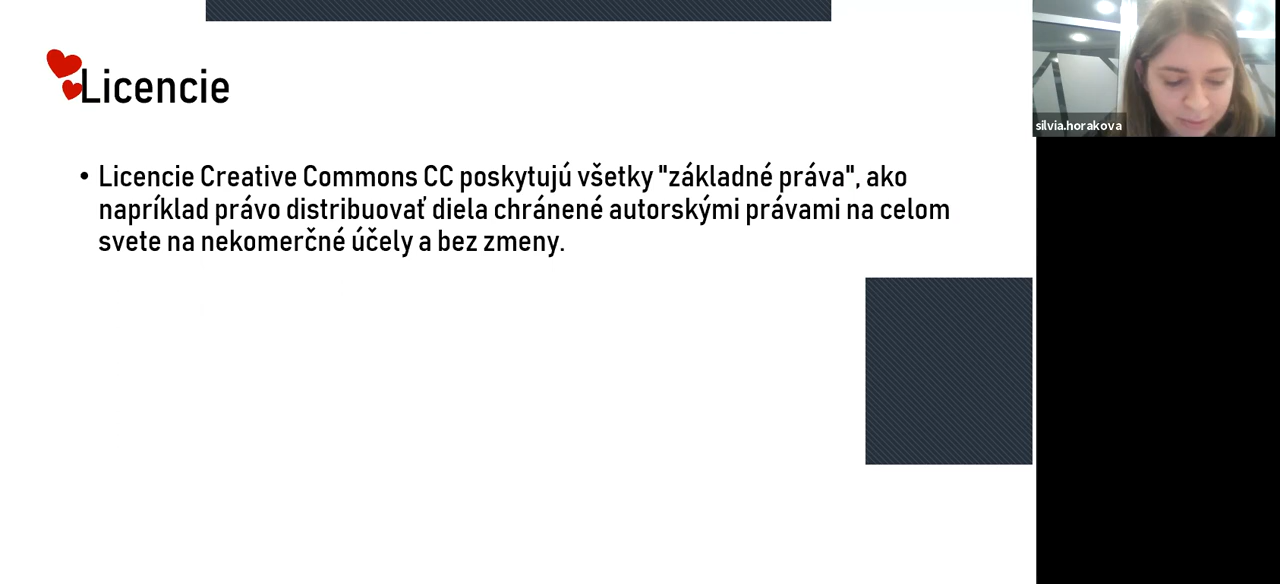 Licencie
• Licencie Creative Commons CC poskytujú všetky "základné práva", ako
napríklad právo distribuovať diela chránené autorskými právami na celom
svete na nekomerčné účely a bez zmeny.
silvia.horakova